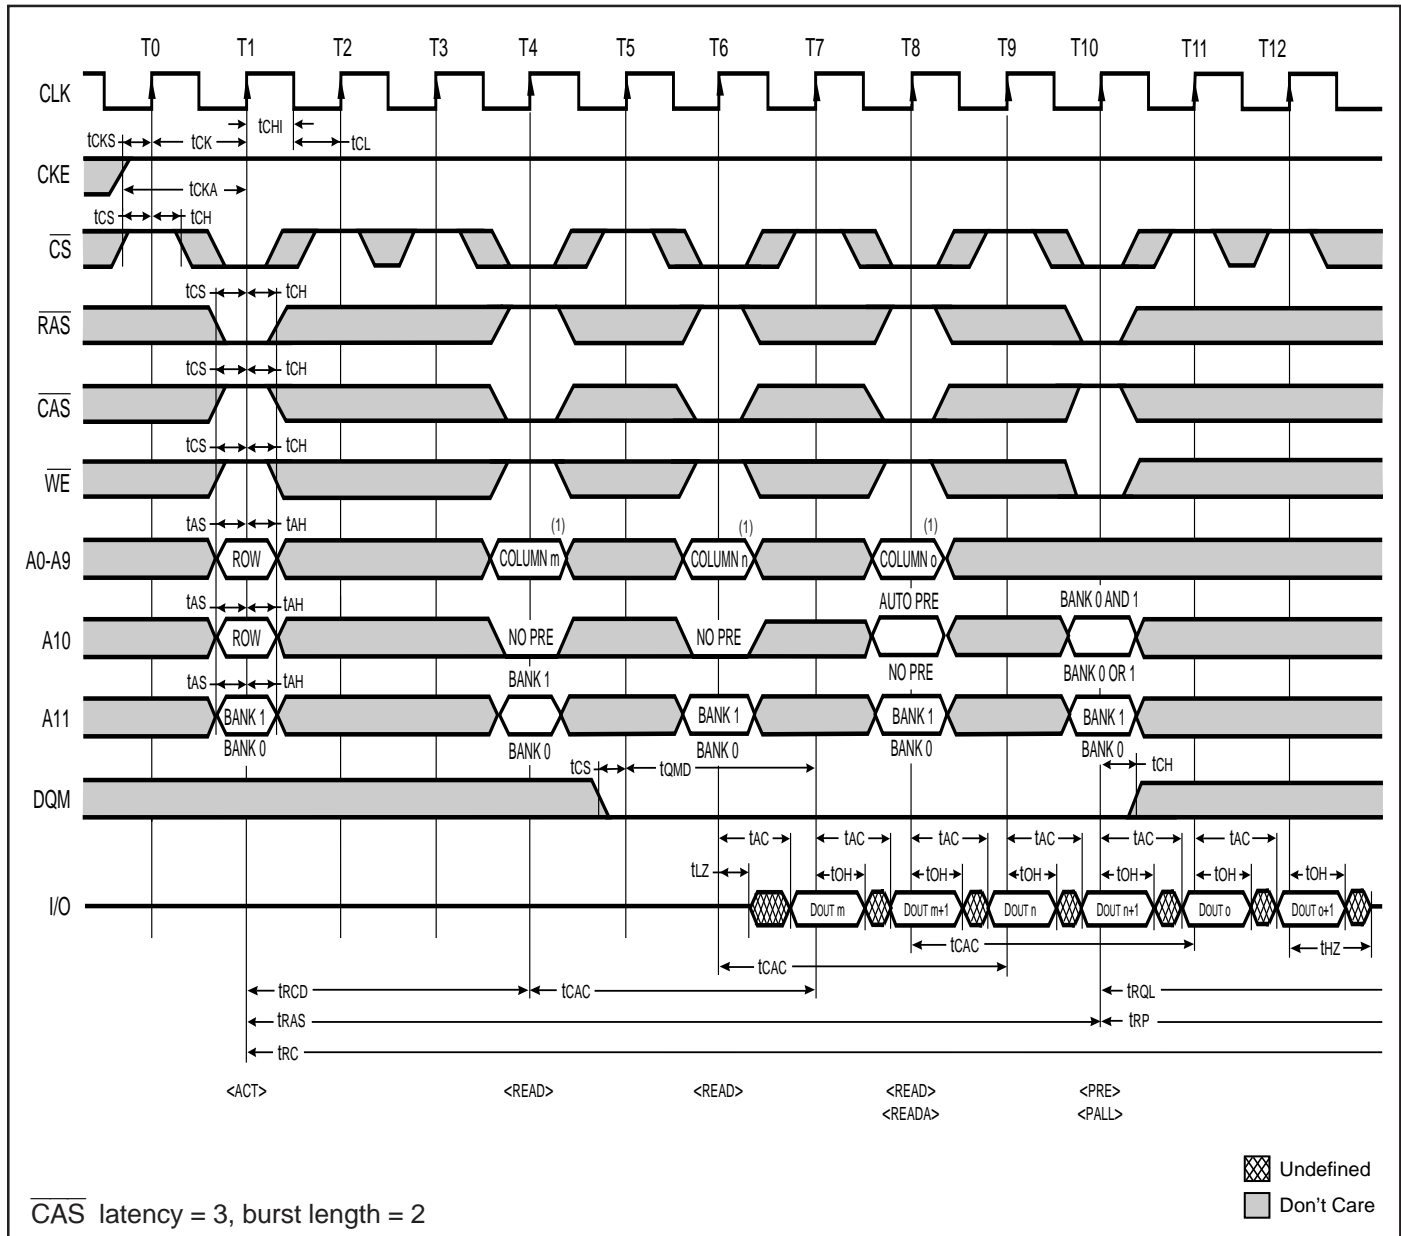 T0 T1 T2 T3 T4 T5 T6 T7 T8 T9 T10 T11 T12
CLK
tCHI
tCKS tCK tCL
CKE
tCKA
tCS tCH
CS
tCS tCH
RAS
tCS tCH
CAS
tCS tCH
WE
tAS tAH (1) (1) (1)
A0-A9 ROW COLUMN m COLUMN n COLUMN o
tAS tAH AUTO PRE BANK 0 AND 1
A10 ROW NO PRE NO PRE
tAS tAH BANK 1 NO PRE BANK 0 OR 1
A11 BANK 1 BANK 1 BANK 1 BANK 1
BANK 0 BANK 0 BANK 0 BANK 0 BANK 0
tCS tQMD tCH
DQM
tAC tAC tAC tAC tAC tAC
tLZ tOH tOH tOH tOH tOH tOH
I/O DOUT m DOUT m+1 DOUT n DOUT n+1 DOUT o DOUT o+1
tCAC tHZ
tCAC
tRCD tCAC tRQL
tRAS tRP
tRC
<ACT> <READ> <READ> <READ> <PRE>
<READA> <PALL>
Undefined
Don't Care
CAS latency = 3, burst length = 2